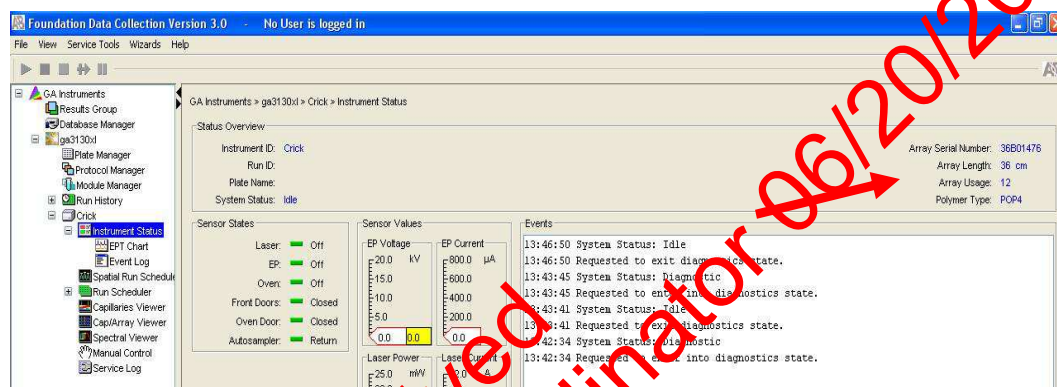 Foundation Data Collection Version 3.0 - No User is logged in
File View Service Tools Wizards Help
GA Instruments
Results Group
Database Manager
ga3130xl
Plate Manager
Protocol Manager
Module Manager
Run History
Crick
Instrument Status
EPT Chart
Event Log
Spatial Run Schedule
Run Scheduler
Capillaries Viewer
Cap/Array Viewer
Spectral Viewer
Manual Control
Service Log
GA Instruments > ga3130xl > Crick > Instrument Status
Status Overview
Instrument ID: Crick
Run ID:
Plate Name:
System Status: Idle
Array Serial Number: 36B01476
Array Length: 36 cm
Array Usage: 12
Polymer Type: POP4
Sensor States
Laser: Off
EP: Off
Oven: Off
Front Doors: Closed
Oven Door: Closed
Autosampler: Return
Sensor Values
EP Voltage
20.0 kV
15.0
10.0
5.0
0.0 0.0
EP Current
800.0 µA
600.0
400.0
200.0
0.0
Laser Power
25.0 mW
Laser Current
A
Events
13:46:50 System Status: Idle
13:46:50 Requested to exit diagnostics state.
13:43:45 System Status: Diagnostic
13:43:45 Requested to enter into diagnostics state.
13:43:41 System Status: Idle
13:43:41 Requested to exit diagnostics state.
13:42:34 System Status: Diagnostic
13:42:34 Requested to enter into diagnostics state.
ved
dinator 06/20/20